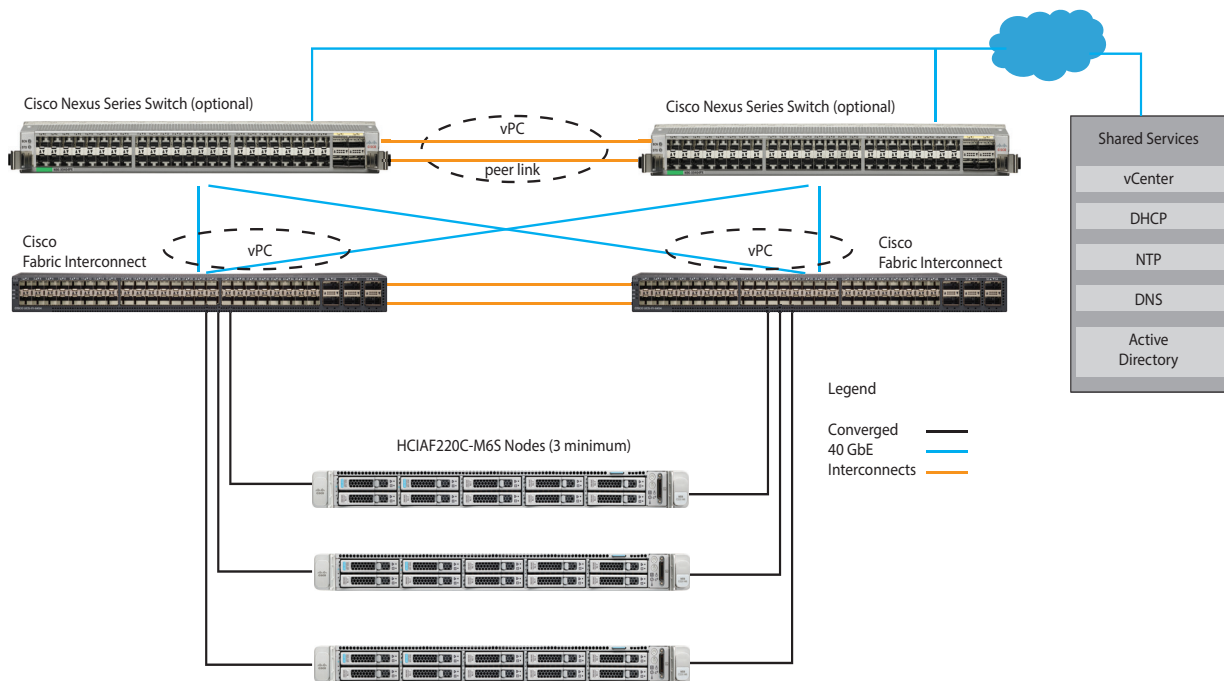 Cisco Nexus Series Switch (optional)
Cisco Nexus Series Switch (optional)
vPC
peer link
Shared Services
vCenter
DHCP
NTP
DNS
Active
Directory
Cisco
Fabric Interconnect
vPC
vPC
Cisco
Fabric Interconnect
Legend
Converged
40 GbE
Interconnects
HCIAF220C-M6S Nodes (3 minimum)